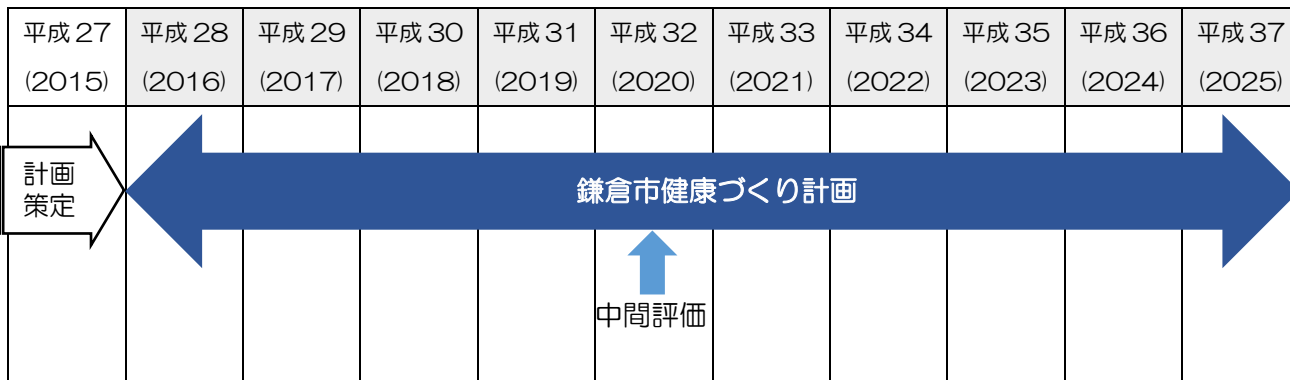 平成27 平成28 平成29 平成30 平成31 平成32 平成33 平成34 平成35 平成36 平成37
(2015) (2016) (2017) (2018) (2019) (2020) (2021) (2022) (2023) (2024) (2025)
計画
策定
鎌倉市健康づくり計画
中間評価